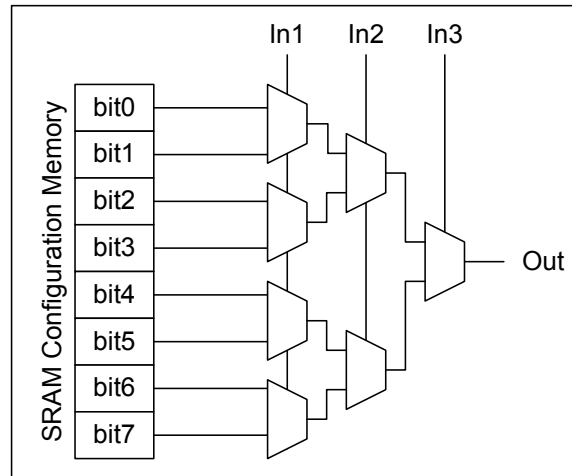 In1 In2 In3
SRAM Configuration Memory
bit0
bit1
bit2
bit3
bit4
bit5
bit6
bit7
Out